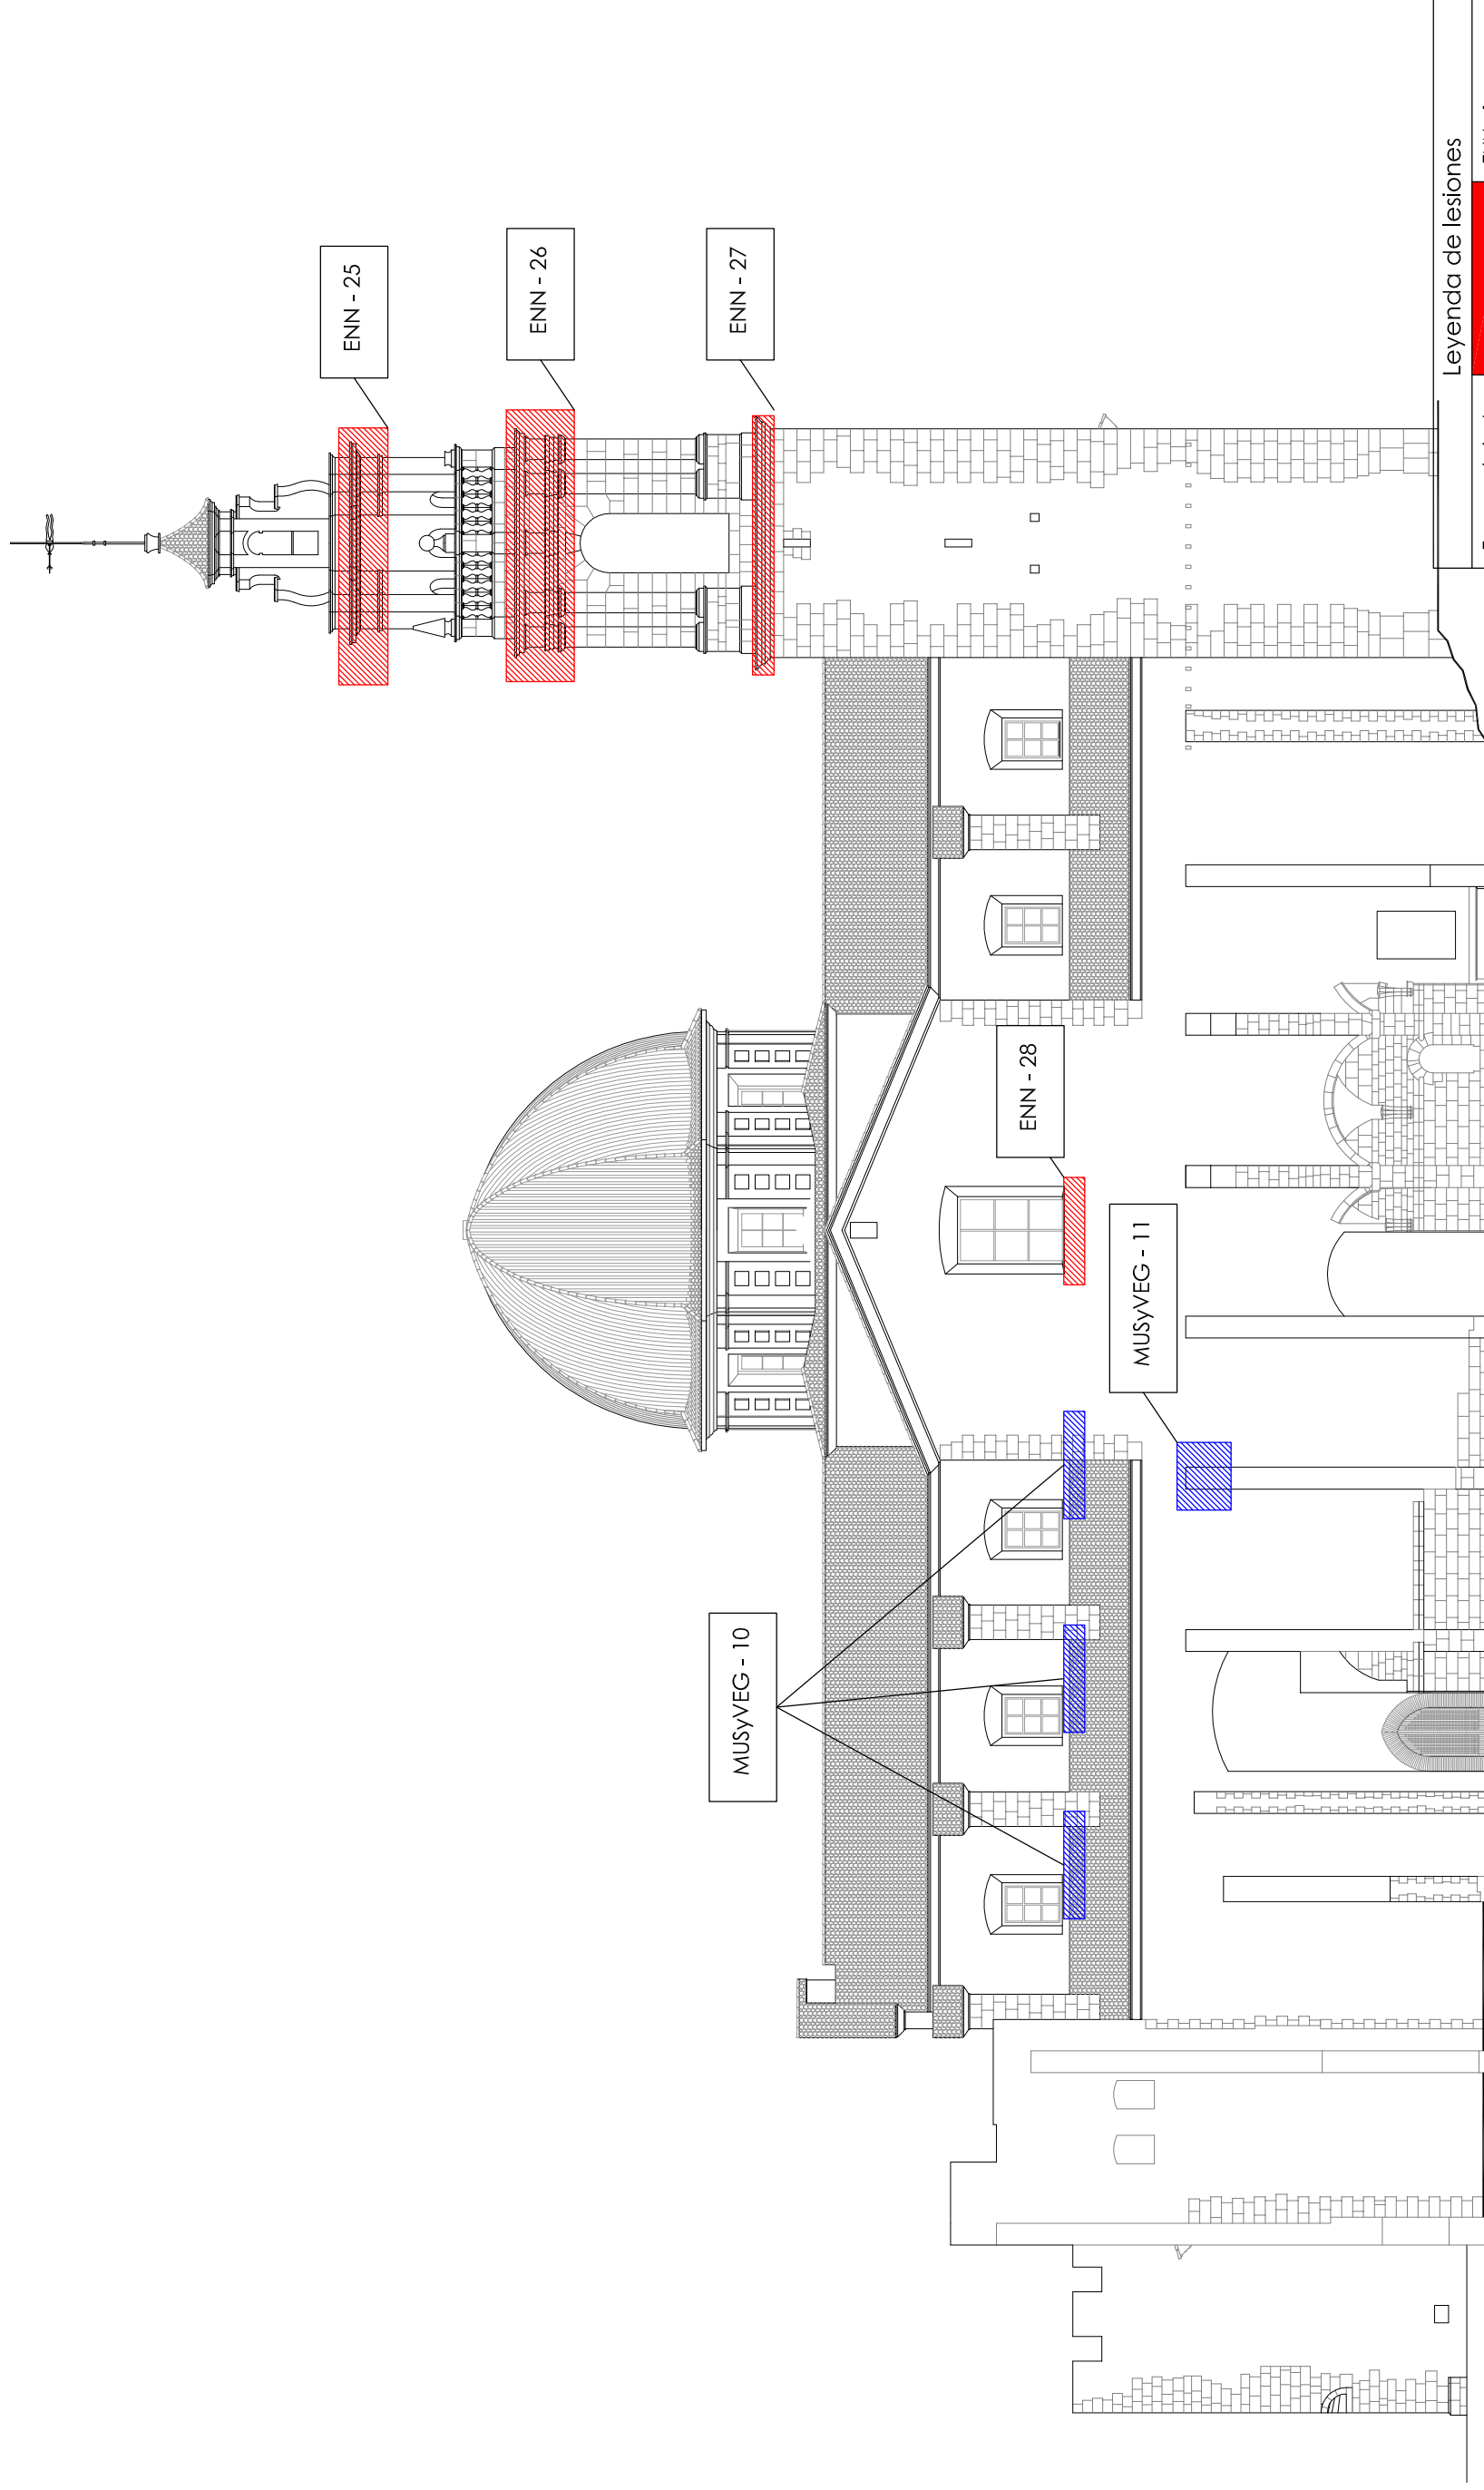 ENN - 25
ENN - 26
ENN - 27
ENN - 28
MUSyVEG - 10
MUSyVEG - 11
Leyenda de lesiones